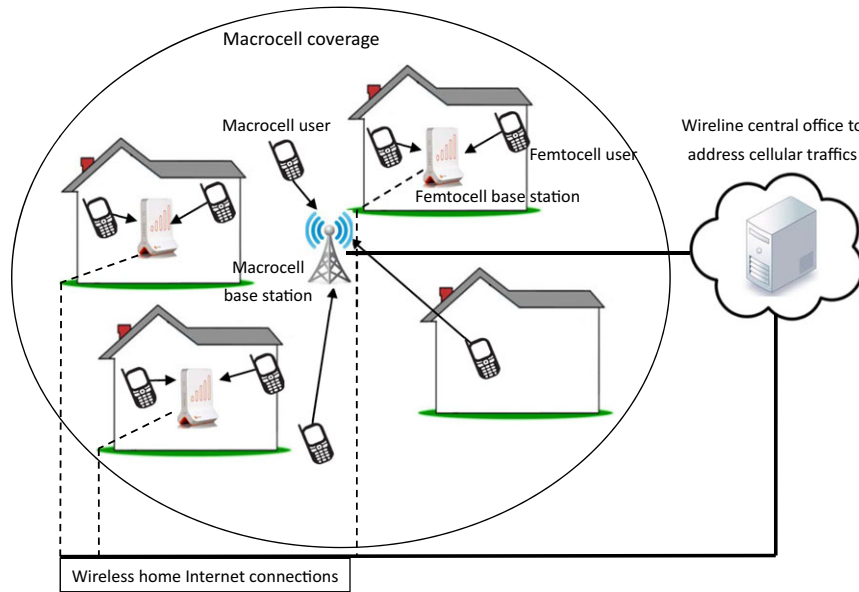 Macrocell coverage
Macrocell user
Femtocell user
Femtocell base station
Wireline central office to
address cellular traffics
Macrocell
base station
Wireless home Internet connections